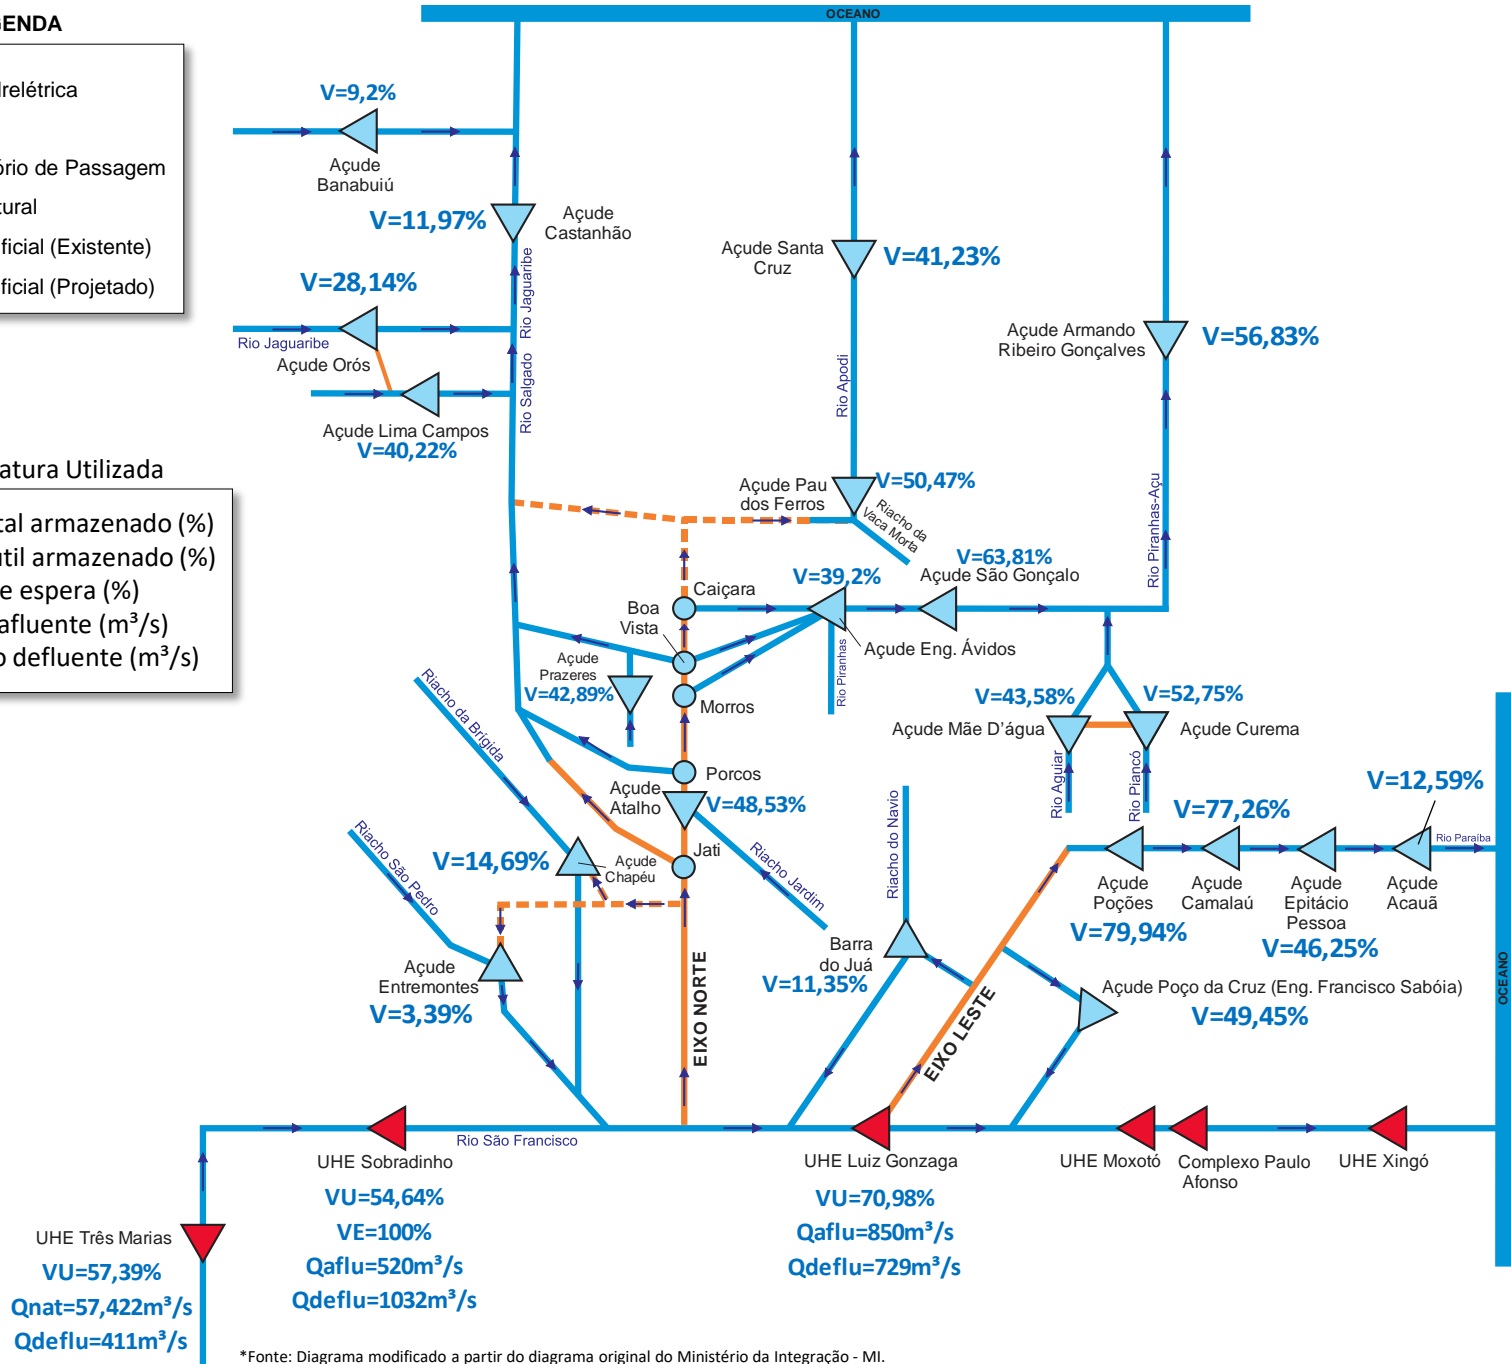 OCEANO
GENDA
drelétrica
ório de Passagem
tural
ificial (Existente)
ificial (Projetado)
V=9,2%
Açude
Banabuiú
V=11,97%
Açude
Castanhão
V=28,14%
Rio Jaguaribe
Açude Orós
Rio Jaguaribe
Rio Salgado
Açude Lima Campos
V=40,22%
Açude Santa
Cruz
V=41,23%
Rio Apodi
Açude Armando
Ribeiro Gonçalves
V=56,83%
Rio Piranhas-Açu
atura Utilizada
tal armazenado (%)
útil armazenado (%)
e espera (%)
afluente (m³/s)
o defluente (m³/s)
Açude Pau
dos Ferros
V=50,47%
Riacho da
Vaca Morta
V=63,81%
Açude São Gonçalo
V=39,2%
Açude Eng. Ávidos
Rio Piranhas
Caiçara
Boa
Vista
Morros
Açude
Prazeres
V=42,89%
Porcos
Açude
Atalho
V=48,53%
Jati
Riacho Jardim
Riacho da Brígida
V=14,69%
Açude
Chapéu
Riacho São Pedro
Açude
Entremontes
V=3,39%
EIXO NORTE
V=43,58%
Açude Mãe D'água
V=52,75%
Açude Curema
Rio Aguiar
Rio Piancó
V=12,59%
V=77,26%
Rio Paraíba
Açude
Poções
V=79,94%
Açude
Camalaú
Açude
Epitácio
Pessoa
V=46,25%
Açude
Acauã
Riacho do Navio
Barra
do Juá
V=11,35%
EIXO LESTE
Açude Poço da Cruz (Eng. Francisco Sabóia)
V=49,45%
OCEANO
Rio São Francisco
UHE Sobradinho
VU=54,64%
VE=100%
Qaflu=520m³/s
Qdeflu=1032m³/s
UHE Luiz Gonzaga
VU=70,98%
Qaflu=850m³/s
Qdeflu=729m³/s
UHE Moxotó
Complexo Paulo
Afonso
UHE Xingó
UHE Três Marias
VU=57,39%
Qnat=57,422m³/s
Qdeflu=411m³/s
*Fonte: Diagrama modificado a partir do diagrama original do Ministério da Integração - MI.